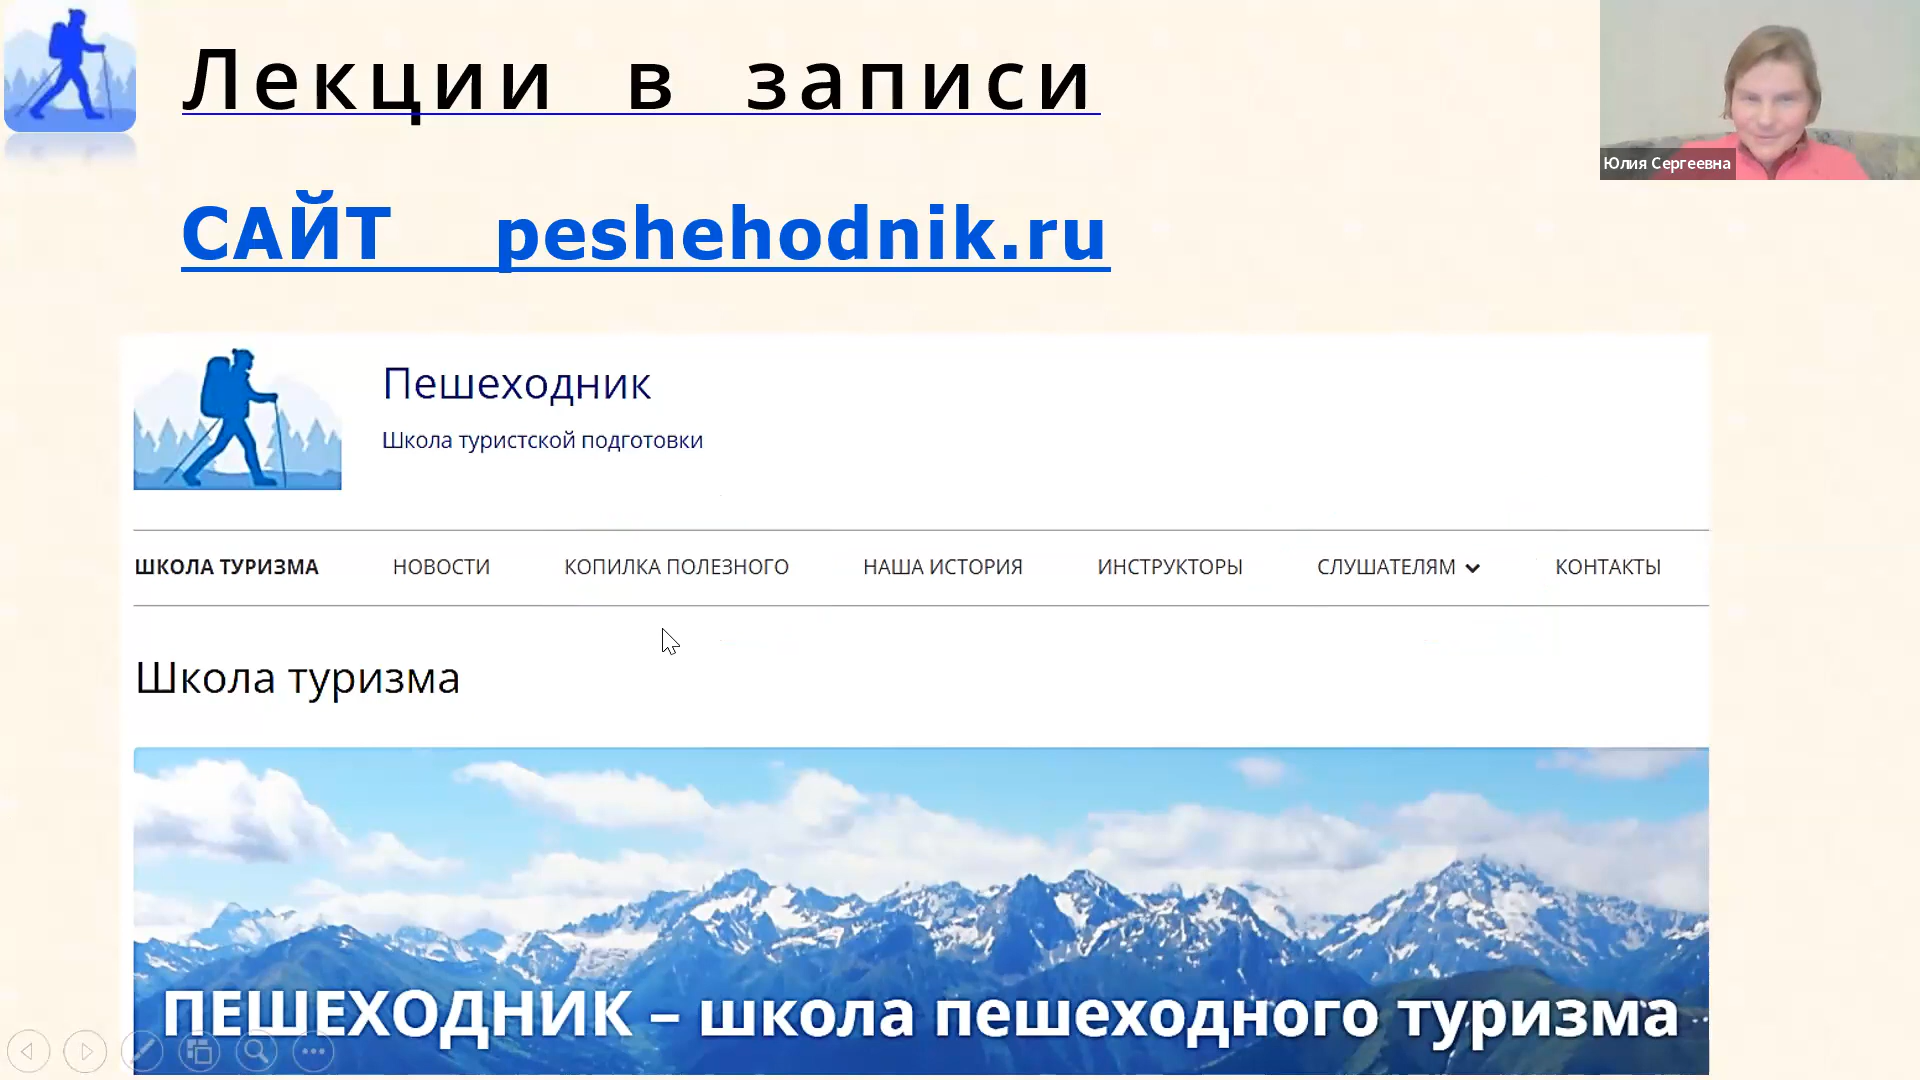 Лекции в записи
Юлия Сергеевна
САЙТ peshehodnik.ru
Пешеходник
Школа туристской подготовки
ШКОЛА ТУРИЗМА НОВОСТИ КОПИЛКА ПОЛЕЗНОГО НАША ИСТОРИЯ ИНСТРУКТОРЫ СЛУШАТЕЛЯМ КОНТАКТЫ
Школа туризма
ПЕШЕХОДНИК – школа пешеходного туризма